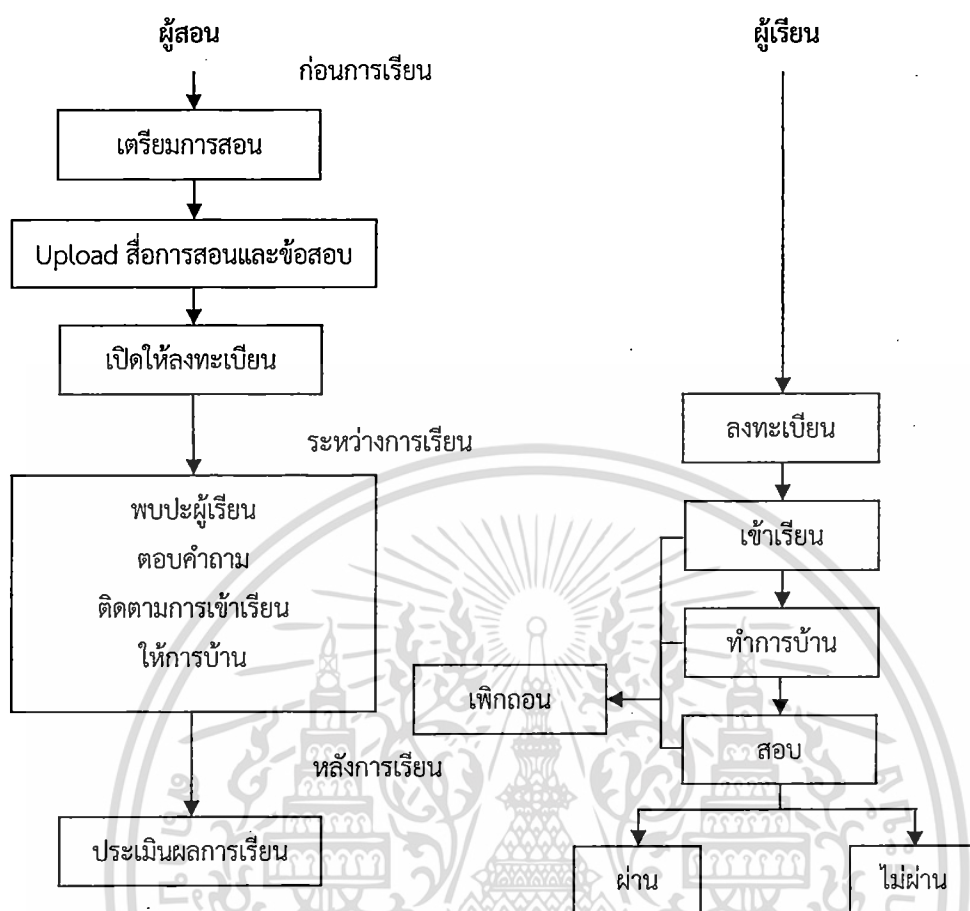 ผู้สอน
ผู้เรียน
ก่อนการเรียน
เตรียมการสอน
Upload สื่อการสอนและข้อสอบ
เปิดให้ลงทะเบียน
ลงทะเบียน
ระหว่างการเรียน
พบปะผู้เรียน
ตอบคำถาม
ติดตามการเข้าเรียน
ให้การบ้าน
เข้าเรียน
ทำการบ้าน
เพิกถอน
สอบ
หลังการเรียน
ประเมินผลการเรียน
ผ่าน
ไม่ผ่าน